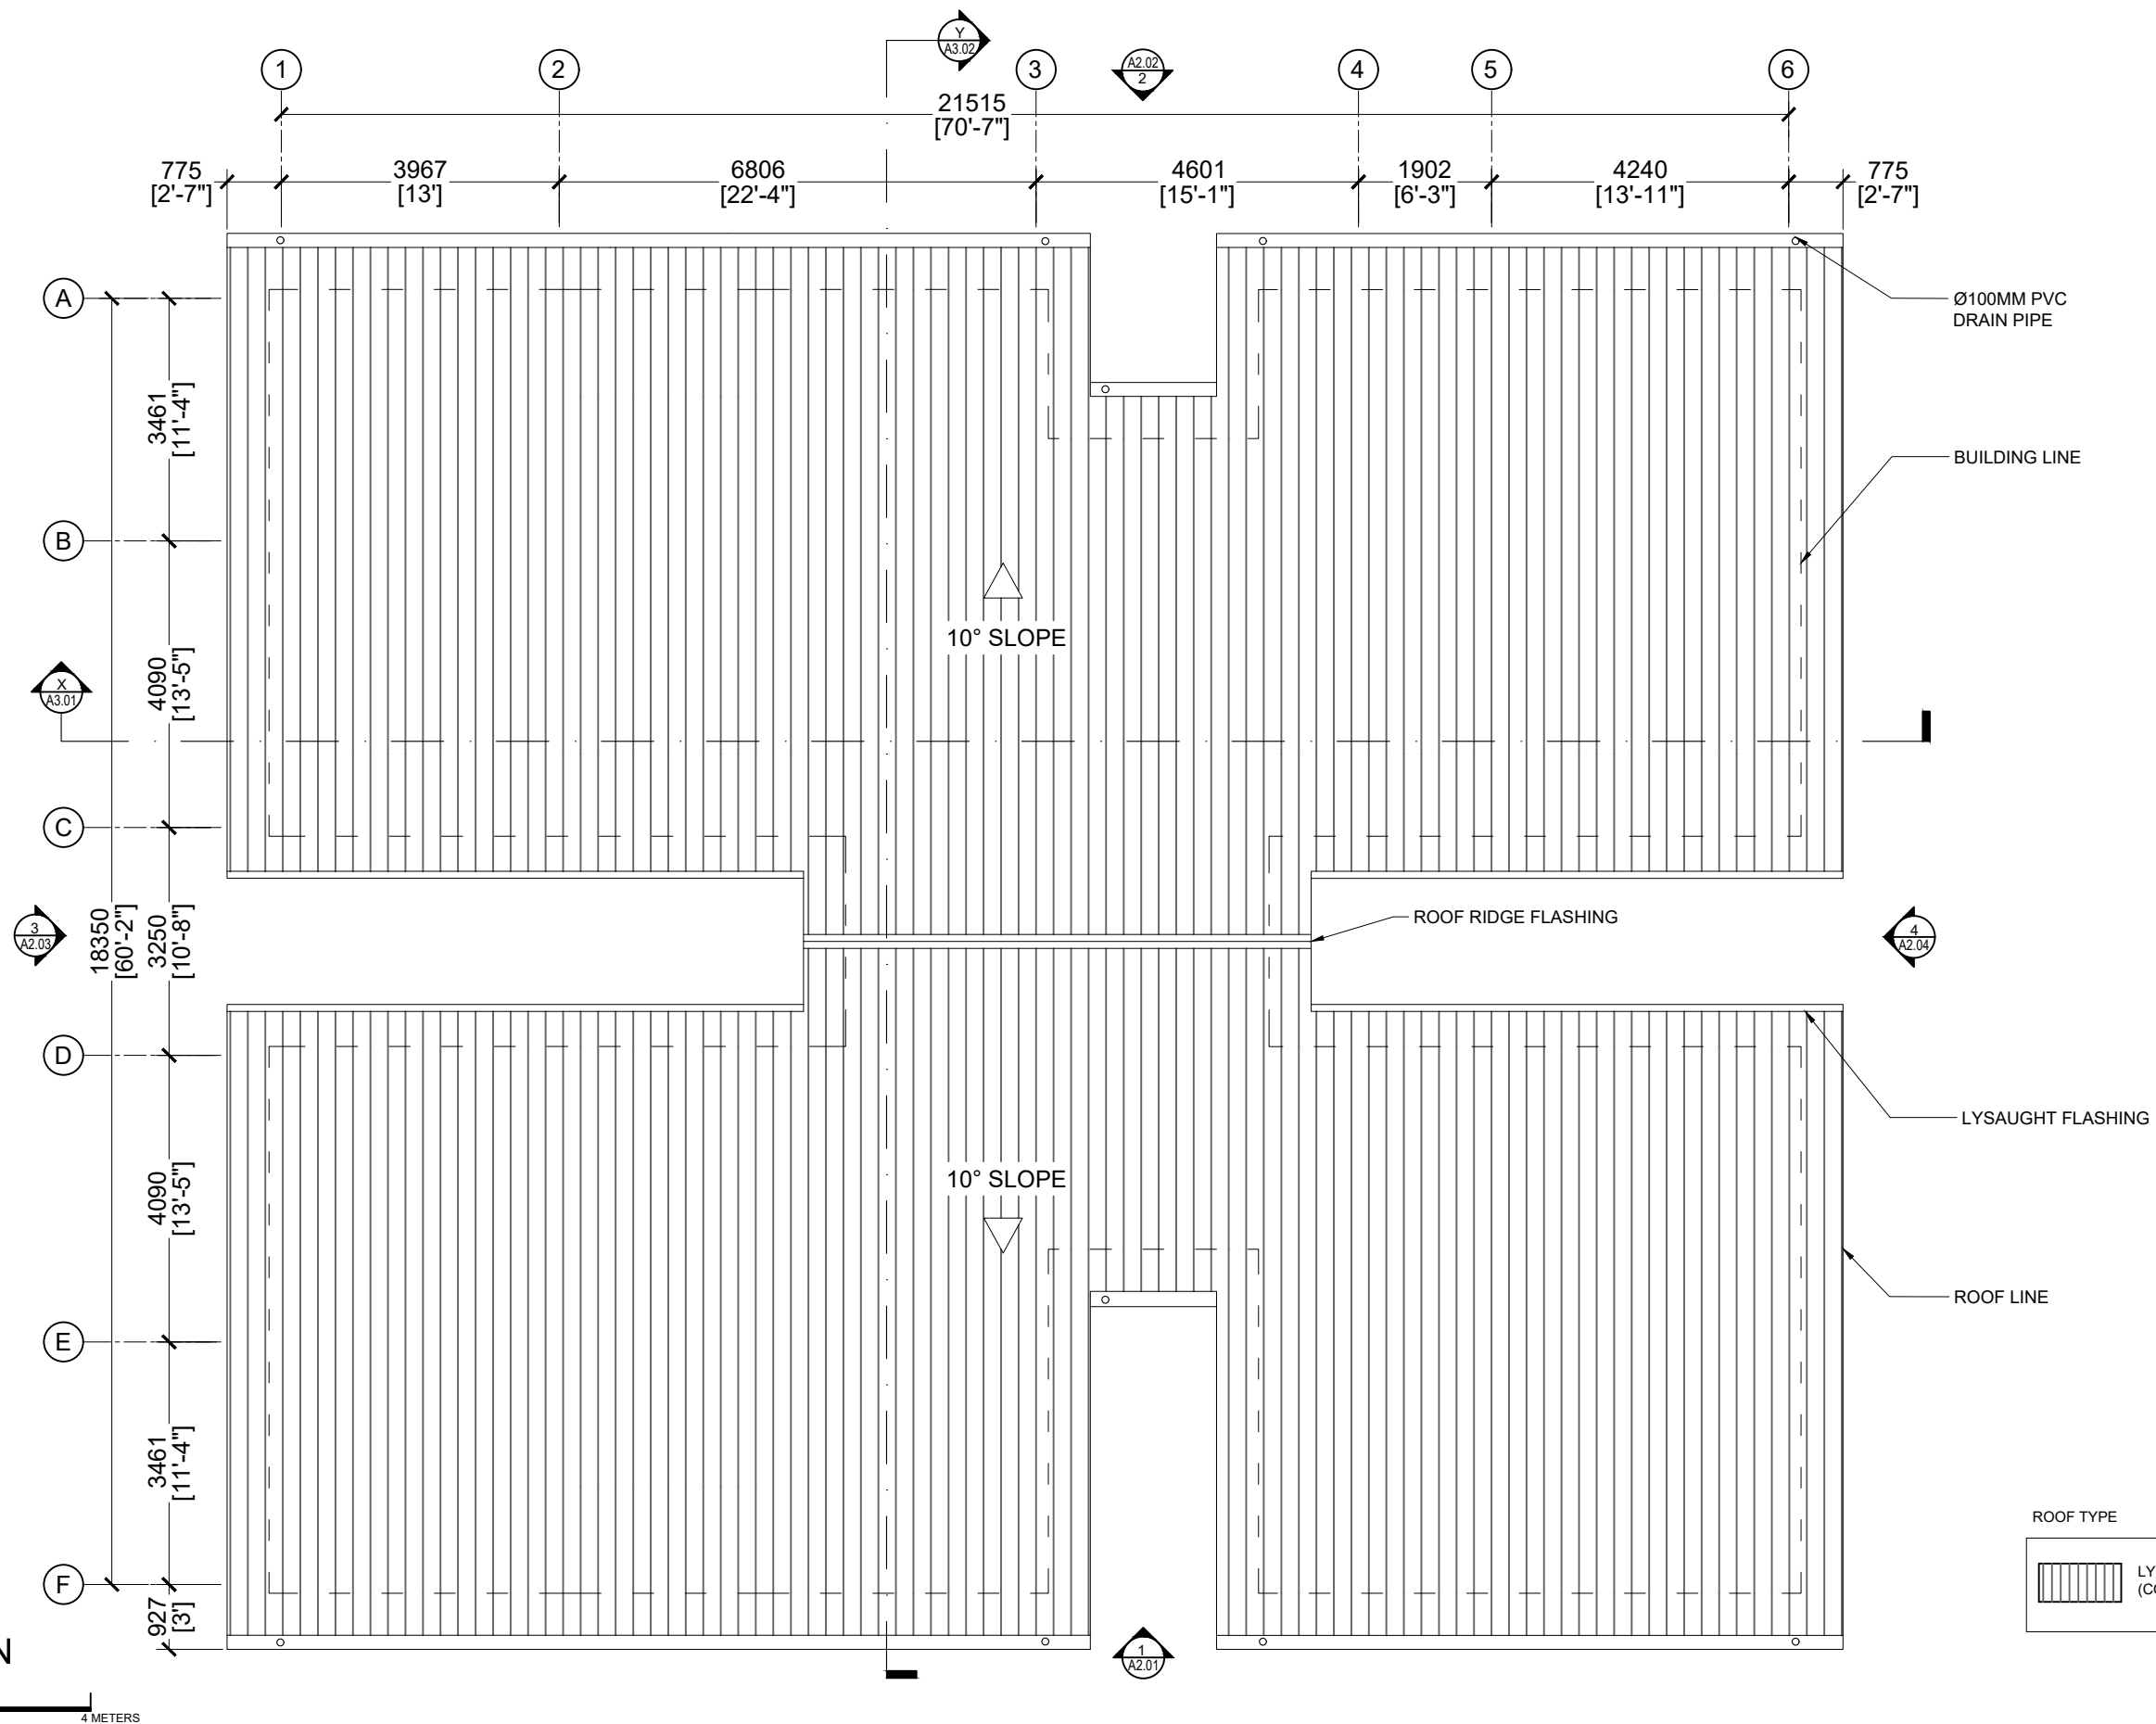 Y
A3.02
1
2
3
A2.02
2
4
5
6
21515
[70'-7"]
775
[2'-7"]
3967
[13']
6806
[22'-4"]
4601
[15'-1"]
1902
[6'-3"]
4240
[13'-11"]
775
[2'-7"]
A
Ø100MM PVC
DRAIN PIPE
3461
[11'-4"]
BUILDING LINE
B
10° SLOPE
4090
[13'-5"]
X
A3.01
C
18350
[60'-2"]
3250
[10'-8"]
3
A2.03
ROOF RIDGE FLASHING
4
A2.04
D
LYSAUGHT FLASHING
10° SLOPE
4090
[13'-5"]
ROOF LINE
E
3461
[11'-4"]
ROOF TYPE
F
927
[3']
1
A2.01
N
4 METERS